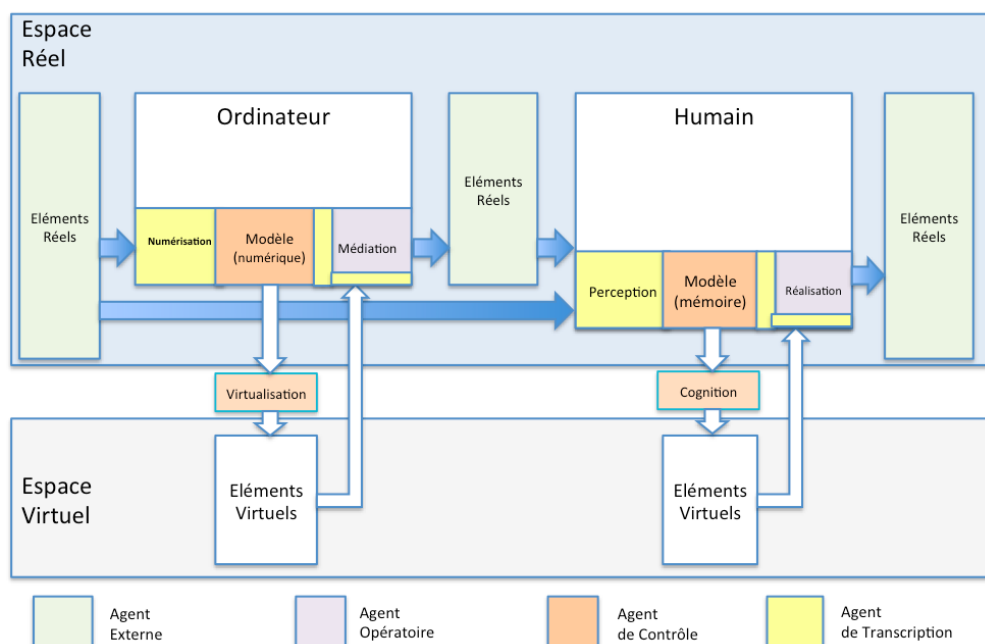 Espace
Réel
Ordinateur
Humain
Eléments
Réels
Eléments
Réels
Eléments
Réels
Numérisation
Modèle
(numérique)
Médiation
Perception
Modèle
(mémoire)
Réalisation
Virtualisation
Cognition
Espace
Virtuel
Eléments
Virtuels
Eléments
Virtuels
Agent
Externe
Agent
Opératoire
Agent
de Contrôle
Agent
de Transcription